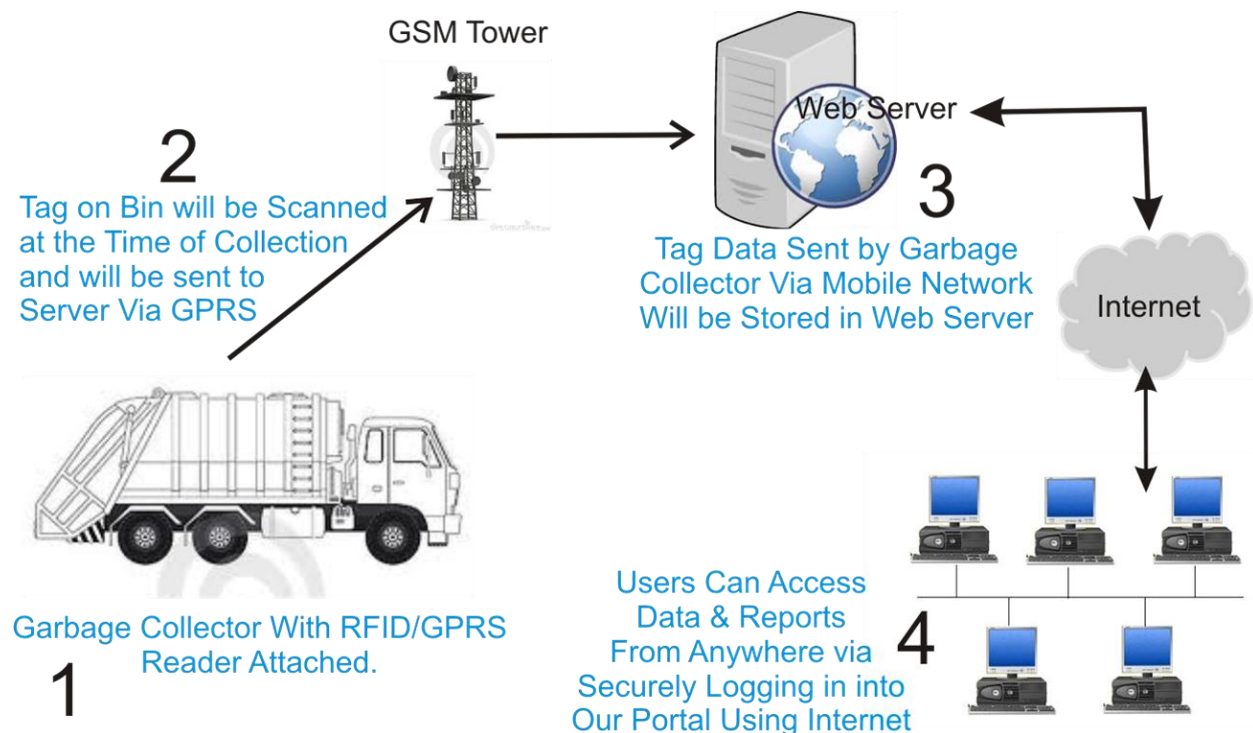 GSM Tower
2
Tag on Bin will be Scanned
at the Time of Collection
and will be sent to
Server Via GPRS
Web Server
3
Tag Data Sent by Garbage
Collector Via Mobile Network
Will be Stored in Web Server
Internet
Garbage Collector With RFID/GPRS
Reader Attached.
1
Users Can Access
Data & Reports
From Anywhere via
Securely Logging in into
Our Portal Using Internet
4